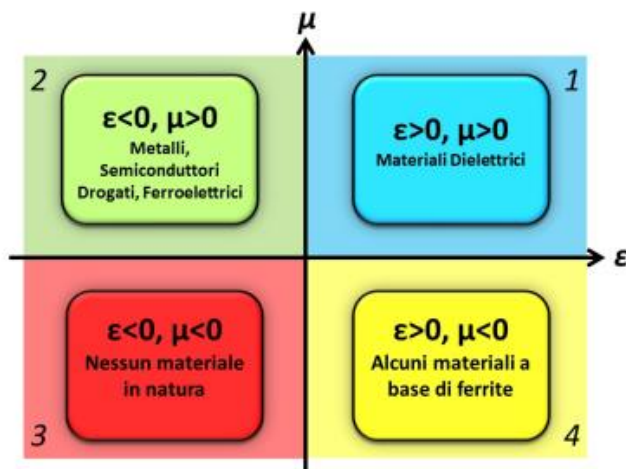 μ
2
1
ε<0, μ>0
Metalli,
Semiconduttori
Drogati, Ferroelettrici
ε>0, μ>0
Materiali Dielettrici
ε
ε<0, μ<0
Nessun materiale
in natura
ε>0, μ<0
Alcuni materiali a
base di ferrite
3
4